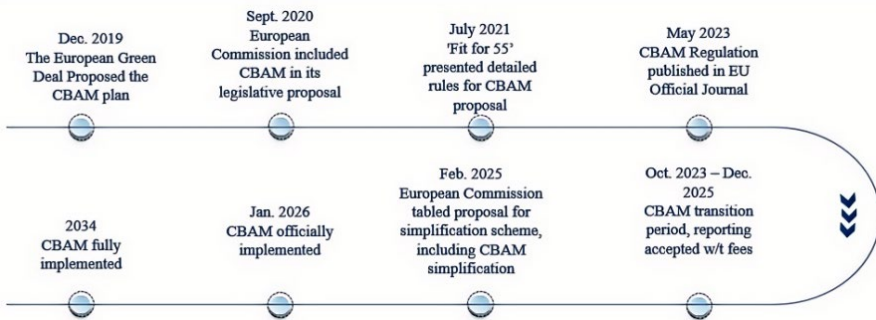 Dec. 2019
The European Green
Deal Proposed the
CBAM plan
Sept. 2020
European
Commission included
CBAM in its
legislative proposal
July 2021
'Fit for 55’
presented detailed
rules for CBAM
proposal
May 2023
CBAM Regulation
published in EU
Official Journal
Oct. 2023 – Dec.
2025
CBAM transition
period, reporting
accepted w/t fees
Feb. 2025
European Commission
tabled proposal for
simplification scheme,
including CBAM
simplification
Jan. 2026
CBAM officially
implemented
2034
CBAM fully
implemented